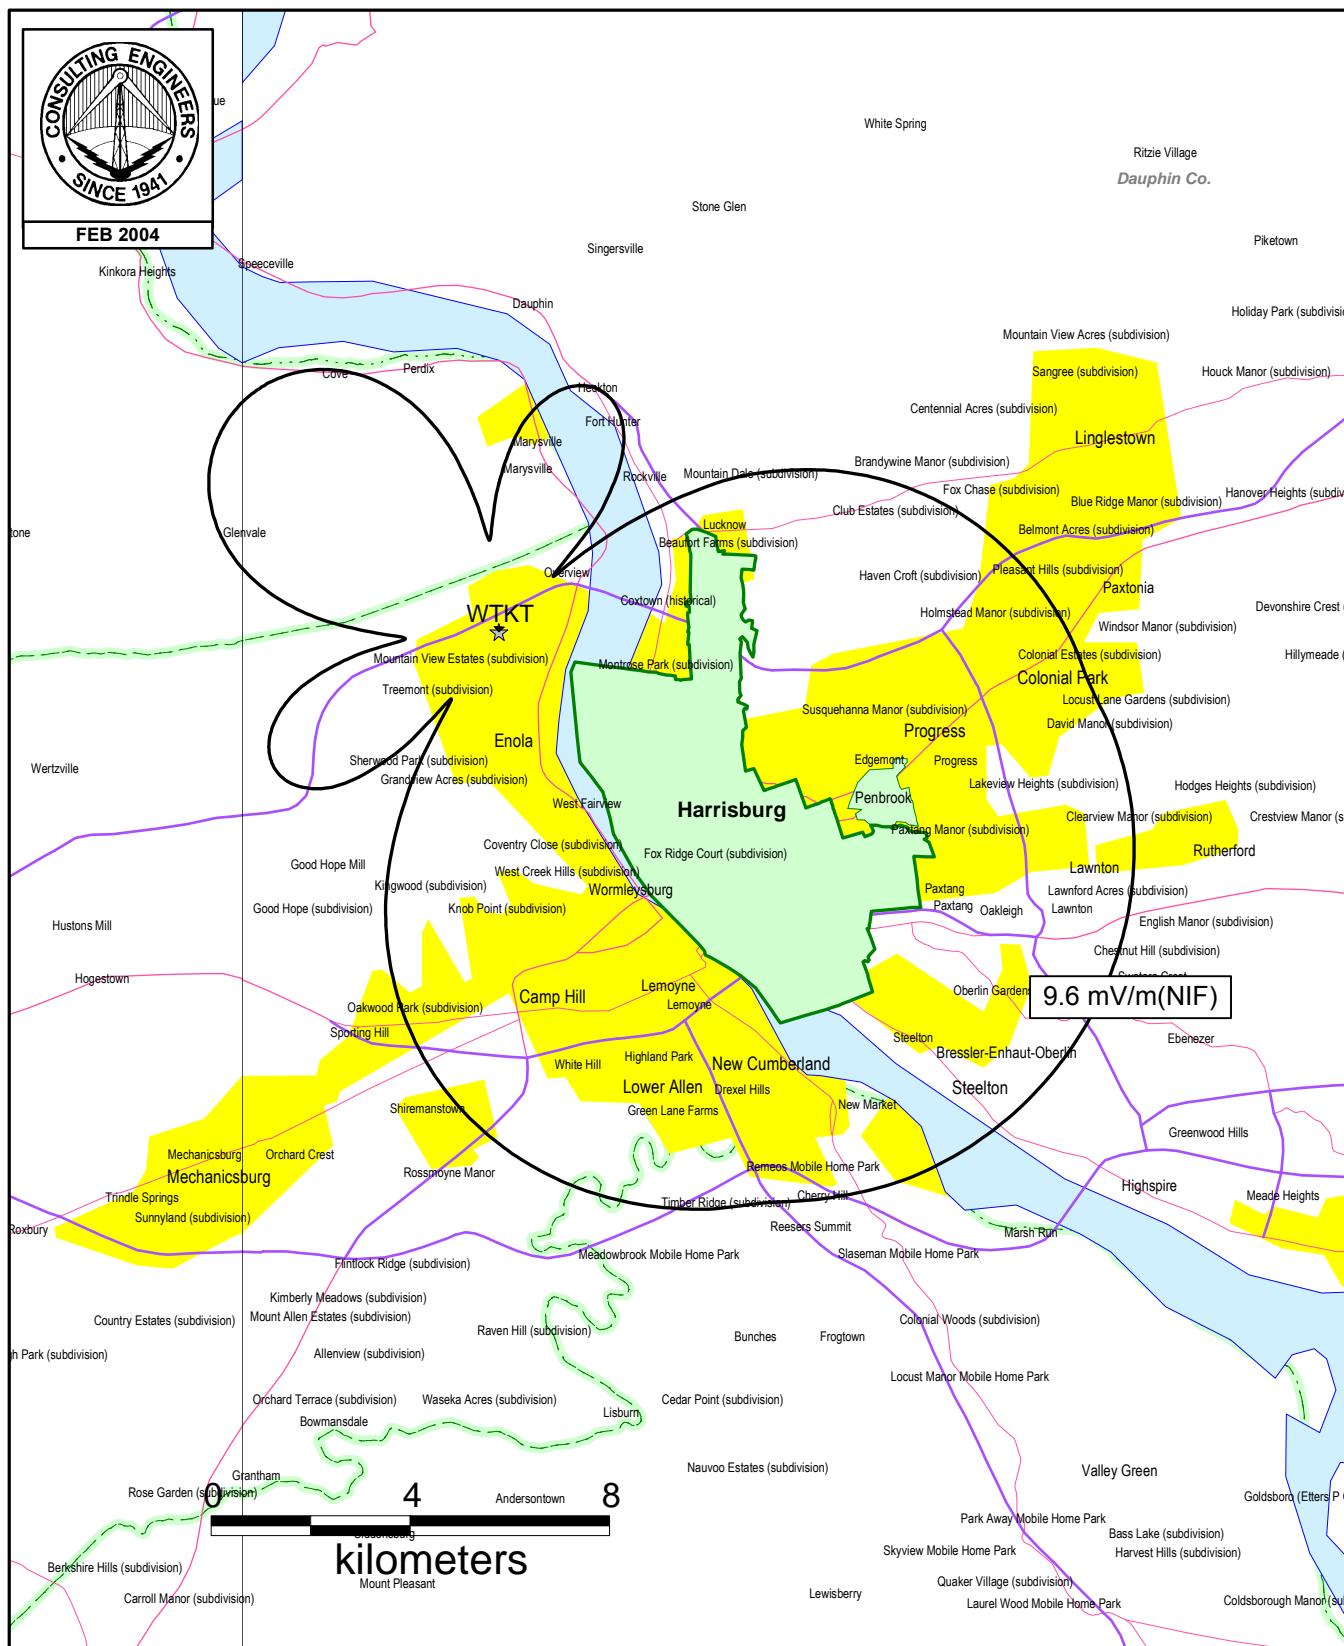 CONSULTING ENGINEERS
SINCE 1941
FEB 2004
ue
White Spring
Ritzie Village
Dauphin Co.
Stone Glen
Singersville
Piketown
Kinkora Heights
Speeceville
Dauphin
Holiday Park (subdivisi
Mountain View Acres (subdivision)
Cove
Perdix
Sangree (subdivision)
Houck Manor (subdivision)
Heckton
Centennial Acres (subdivision)
Fort Hunter
Linglestown
Marysville
Marysville
Rockville
Mountain Dale (subdivision)
Brandywine Manor (subdivision)
Fox Chase (subdivision)
Hanover Heights (subdiv
Blue Ridge Manor (subdivision)
Club Estates (subdivision)
tone
Glenvale
Lucknow
Belmont Acres (subdivision)
Beaufort Farms (subdivision)
Overview
Haven Croft (subdivision)
Pleasant Hills (subdivision)
Paxtonia
Coxtown (historical)
Devonshire Crest (
WTKT
Holmstead Manor (subdivision)
Windsor Manor (subdivision)
Mountain View Estates (subdivision)
Montrose Park (subdivision)
Colonial Estates (subdivision)
Hillymeade (
Colonial Park
Treemont (subdivision)
Locust Lane Gardens (subdivision)
Susquehanna Manor (subdivision)
David Manor (subdivision)
Progress
Enola
Sherwood Park (subdivision)
Edgemont
Progress
Wertzville
Grandview Acres (subdivision)
Lakeview Heights (subdivision)
Hodges Heights (subdivision)
Penbrook
West Fairview
Harrisburg
Clearview Manor (subdivision)
Crestview Manor (s
Paxtang Manor (subdivision)
Coventry Close (subdivision)
Fox Ridge Court (subdivision)
Rutherford
Good Hope Mill
West Creek Hills (subdivision)
Lawnton
Kingwood (subdivision)
Wormleysburg
Paxtang
Lawnford Acres (subdivision)
Good Hope (subdivision)
Knob Point (subdivision)
Paxtang
Oakleigh
Lawnton
Hustons Mill
English Manor (subdivision)
Chestnut Hill (subdivision)
Hogestown
Lemoyne
Oberlin Gardens
9.6 mV/m(NIF)
Camp Hill
Lemoyne
Oakwood Park (subdivision)
Sporting Hill
Steelton
Ebenezer
Highland Park
Bressler-Enhaut-Oberlin
White Hill
New Cumberland
Lower Allen
Drexel Hills
Steelton
Shiremanstown
Green Lane Farms
New Market
Greenwood Hills
Mechanicsburg
Orchard Crest
Mechanicsburg
Rossmoyne Manor
Remeos Mobile Home Park
Highspire
Trindle Springs
Timber Ridge (subdivision)
Cherry Hill
Meade Heights
Sunnyland (subdivision)
Roxbury
Reesers Summit
Marsh Run
Meadowbrook Mobile Home Park
Slaseman Mobile Home Park
Flintlock Ridge (subdivision)
Kimberly Meadows (subdivision)
Country Estates (subdivision)
Mount Allen Estates (subdivision)
Colonial Woods (subdivision)
Raven Hill (subdivision)
Bunches
Frogtown
h Park (subdivision)
Allenview (subdivision)
Locust Manor Mobile Home Park
Orchard Terrace (subdivision)
Waseka Acres (subdivision)
Cedar Point (subdivision)
Bowmansdale
Lisburn
Grantham
Nauvoo Estates (subdivision)
Valley Green
Rose Garden (subdivision)
0 4 8
Andersontown
Goldsboro (Etters P
Park Away Mobile Home Park
Bass Lake (subdivision)
kilometers
Skyview Mobile Home Park
Harvest Hills (subdivision)
Berkshire Hills (subdivision)
Mount Pleasant
Quaker Village (subdivision)
Carroll Manor (subdivision)
Lewisberry
Laurel Wood Mobile Home Park
Coldsborough Manor (su